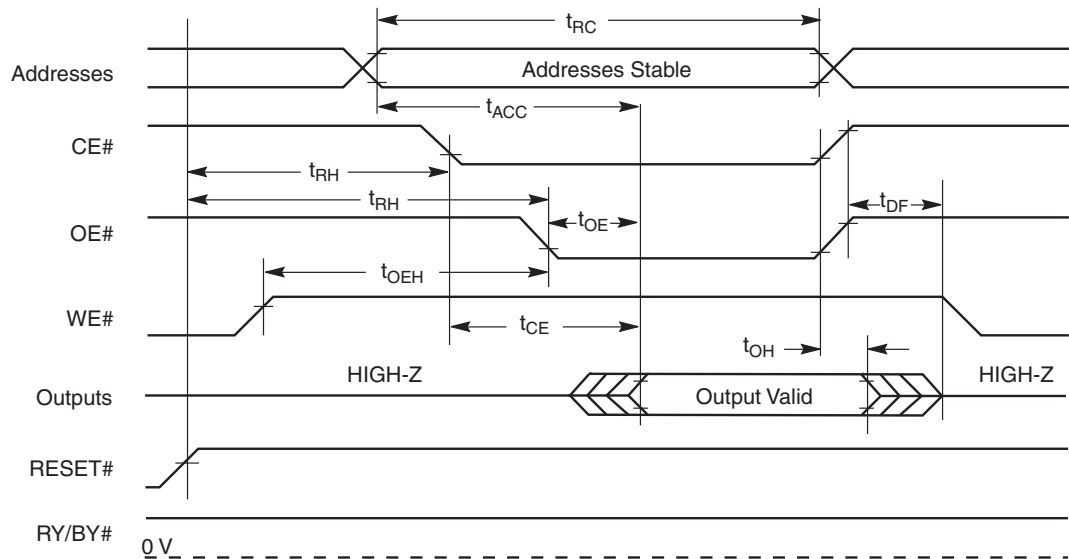 tRC
Addresses
Addresses Stable
tACC
CE#
tRH
tRH
tDF
OE#
tOE
tOEH
WE#
tCE
tOH
HIGH-Z
HIGH-Z
Outputs
Output Valid
RESET#
RY/BY#
0 V